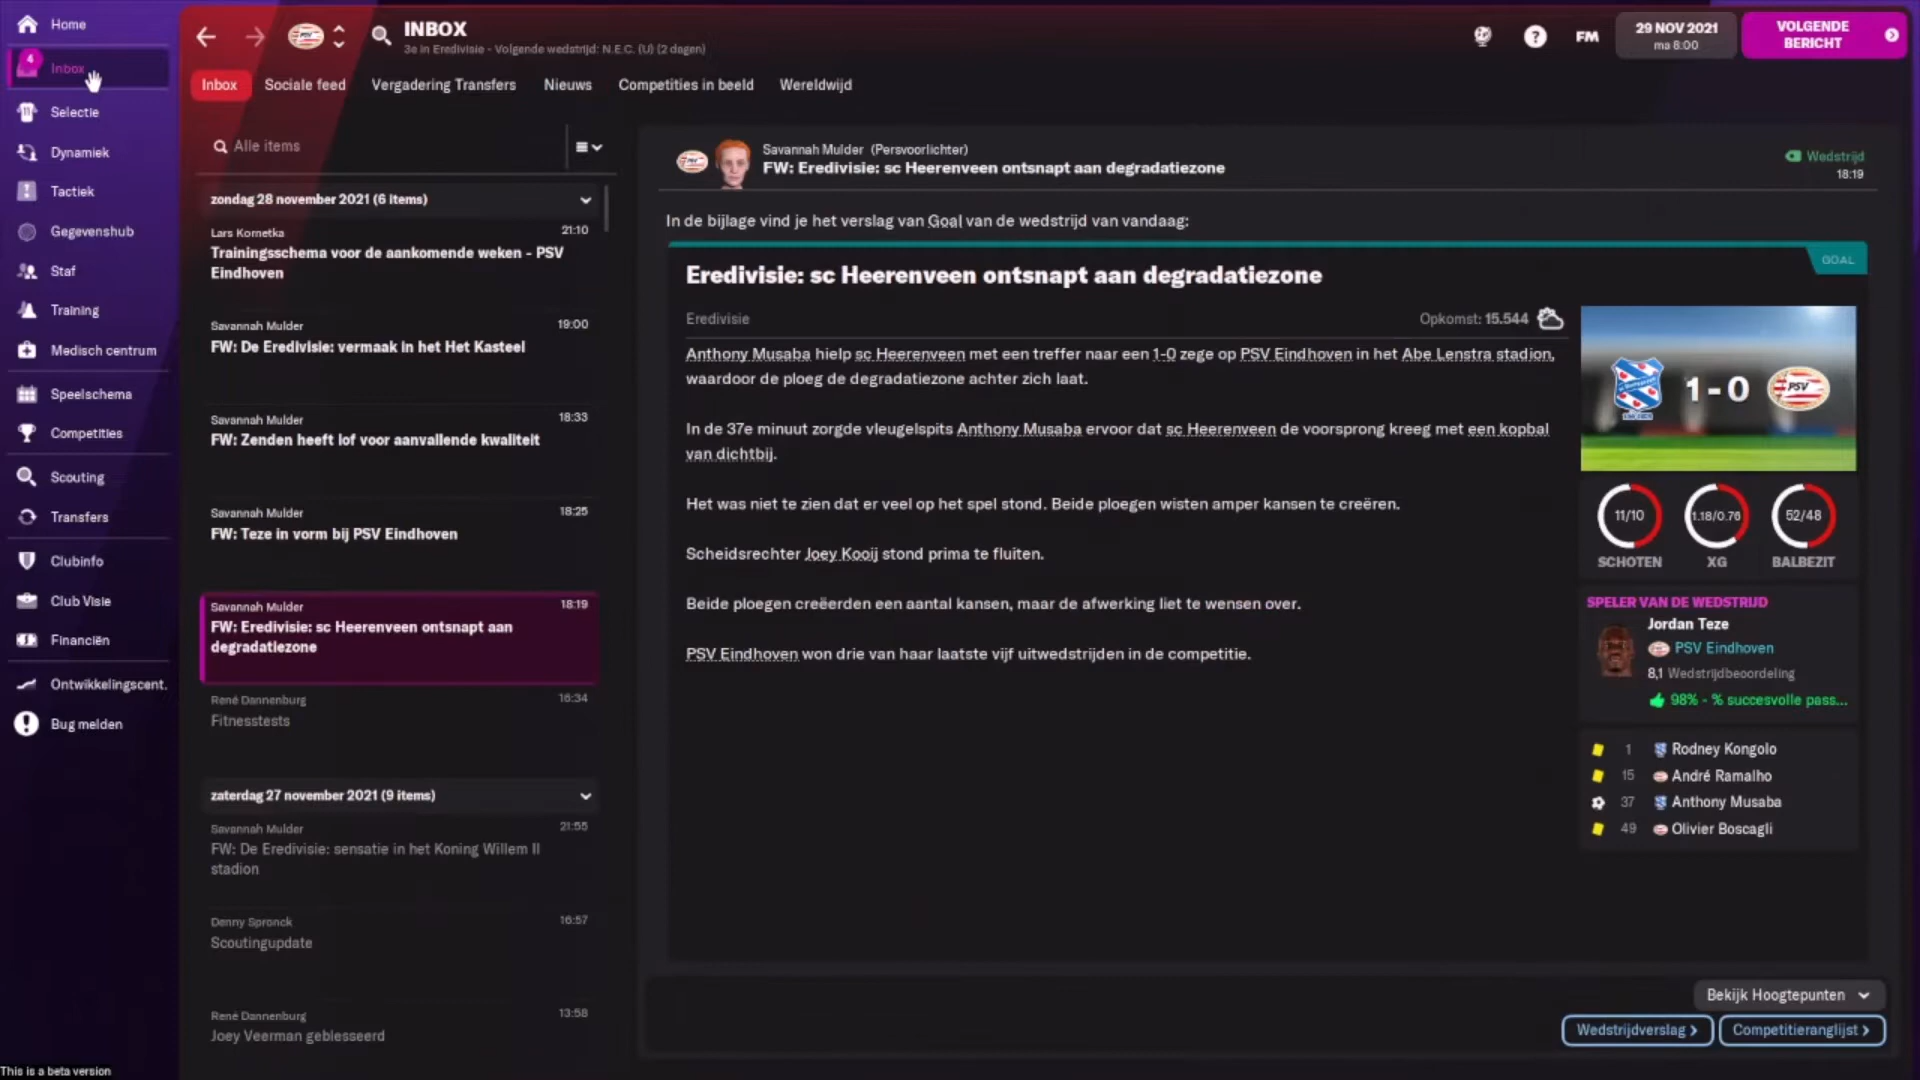 Home
4
Inbox
Selectie
Dynamiek
Tactiek
Gegevenshub
Staf
Training
Medisch centrum
Speelschema
Competities
Scouting
Transfers
Clubinfo
Club Visie
Financiën
Ontwikkelingscent.
Bug melden
This is a beta version
PSV
INBOX
3e in Eredivisie - Volgende wedstrijd: N.E.C. (U) (2 dagen)
?
FM
29 NOV 2021
ma 8:00
VOLGENDE
BERICHT
Inbox
Sociale feed
Vergadering Transfers
Nieuws
Competities in beeld
Wereldwijd
Alle items
zondag 28 november 2021 (6 items)
Lars Kornetka 21:10
Trainingsschema voor de aankomende weken - PSV
Eindhoven
Savannah Mulder 19:00
FW: De Eredivisie: vermaak in het Het Kasteel
Savannah Mulder 18:33
FW: Zenden heeft lof voor aanvallende kwaliteit
Savannah Mulder 18:25
FW: Teze in vorm bij PSV Eindhoven
Savannah Mulder 18:19
FW: Eredivisie: sc Heerenveen ontsnapt aan
degradatiezone
René Dannenburg 16:34
Fitnesstests
zaterdag 27 november 2021 (9 items)
Savannah Mulder 21:55
FW: De Eredivisie: sensatie in het Koning Willem II
stadion
Denny Spronck 16:57
Scoutingupdate
René Dannenburg 13:58
Joey Veerman geblesseerd
PSV
Savannah Mulder (Persvoorlichter)
FW: Eredivisie: sc Heerenveen ontsnapt aan degradatiezone
Wedstrijd
18:19
In de bijlage vind je het verslag van Goal van de wedstrijd van vandaag:
GOAL
Eredivisie: sc Heerenveen ontsnapt aan degradatiezone
Eredivisie Opkomst: 15.544
Anthony Musaba hielp sc Heerenveen met een treffer naar een 1-0 zege op PSV Eindhoven in het Abe Lenstra stadion,
waardoor de ploeg de degradatiezone achter zich laat.
In de 37e minuut zorgde vleugelspits Anthony Musaba ervoor dat sc Heerenveen de voorsprong kreeg met een kopbal
van dichtbij.
Het was niet te zien dat er veel op het spel stond. Beide ploegen wisten amper kansen te creëren.
Scheidsrechter Joey Kooij stond prima te fluiten.
Beide ploegen creëerden een aantal kansen, maar de afwerking liet te wensen over.
PSV Eindhoven won drie van haar laatste vijf uitwedstrijden in de competitie.
1 - 0
PSV
11/10
1.18/0.76
52/48
SCHOTEN
XG
BALBEZIT
SPELER VAN DE WEDSTRIJD
Jordan Teze
PSV Eindhoven
8,1 Wedstrijdbeoordeling
98% - % succesvolle pass...
1 Rodney Kongolo
15 André Ramalho
37 Anthony Musaba
49 Olivier Boscagli
Bekijk Hoogtepunten
Wedstrijdverslag >
Competitieranglijst >